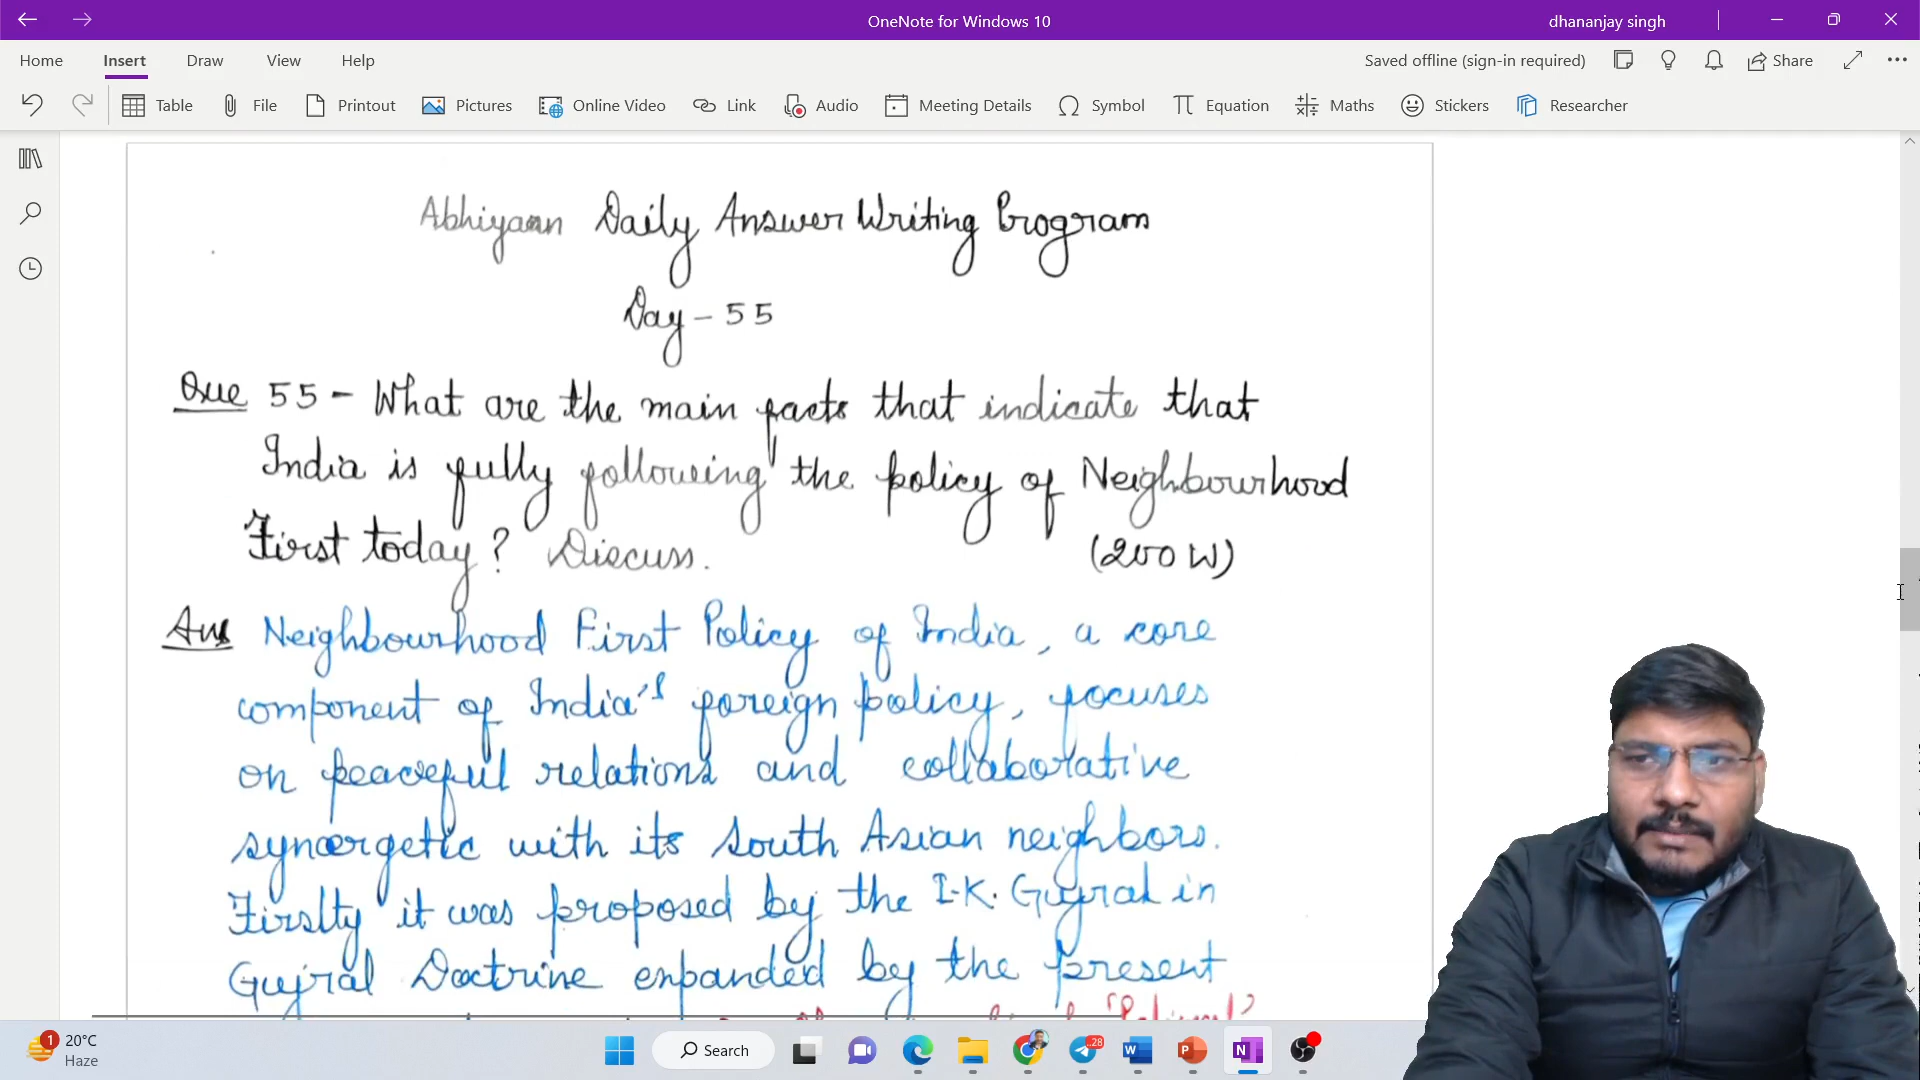 OneNote for Windows 10
dhananjay singh
Home Insert Draw View Help
Saved offline (sign-in required) Share
Table File Printout Pictures Online Video Link Audio Meeting Details Symbol Equation Maths Stickers Researcher
Abhiyaan Daily Answer Writing Program
Day - 55
Que 55 - What are the main facts that indicate that
India is fully following the policy of Neighbourhood
First today? Discuss. (200 W)
Ans Neighbourhood First Policy of India, a core
component of India's foreign policy, focuses
on peaceful relations and collaborative
synergetic with its South Asian neighbors.
Firslty it was proposed by the I.K. Gujral in
Gujral Doctrine enpanded by the present
1
20°C
Haze
Search
28